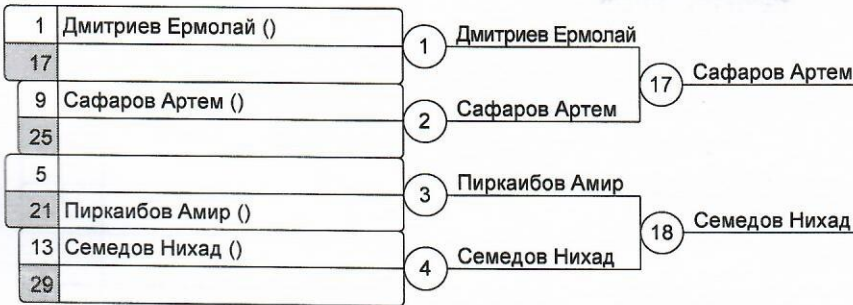 1 Дмитриев Ермолай ()
17
1 Дмитриев Ермолай
9 Сафаров Артем ()
25
2 Сафаров Артем
17 Сафаров Артем
5
21 Пиркаибов Амир ()
3 Пиркаибов Амир
13 Семедов Нихад ()
29
4 Семедов Нихад
18 Семедов Нихад